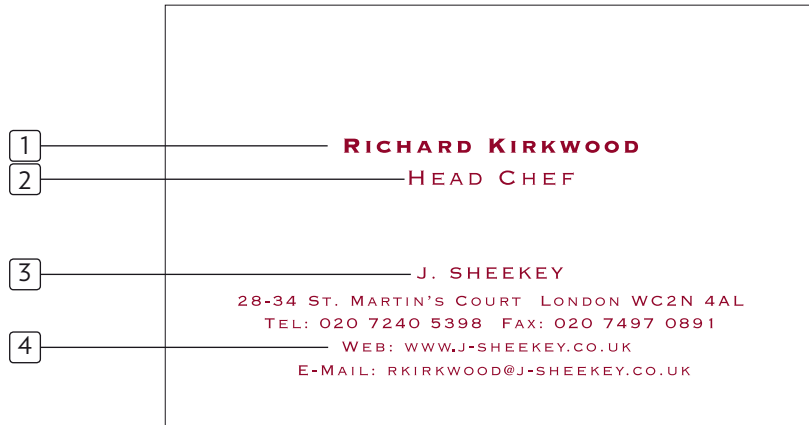 1 RICHARD KIRKWOOD
2 HEAD CHEF
3 J. SHEEKEY
28-34 ST. MARTIN'S COURT LONDON WC2N 4AL
TEL: 020 7240 5398 FAX: 020 7497 0891
4 WEB: WWW.J-SHEEKEY.CO.UK
E-MAIL: RKIRKWOOD@J-SHEEKEY.CO.UK